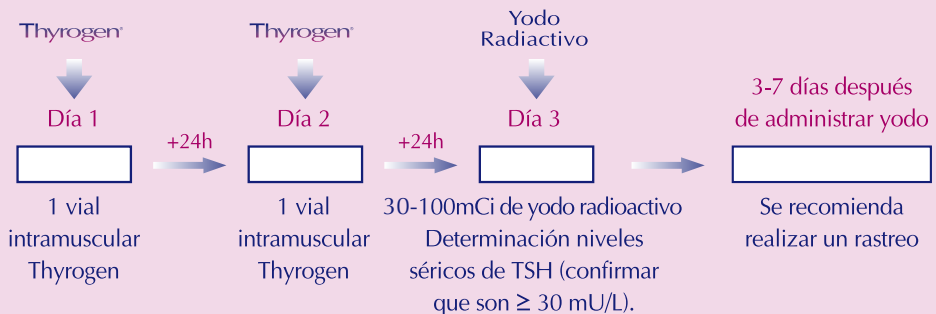 Thyrogen®
Día 1
1 vial
intramuscular
Thyrogen
+24h
Thyrogen®
Día 2
1 vial
intramuscular
Thyrogen
+24h
Yodo
Radiactivo
Día 3
30-100mCi de yodo radioactivo
Determinación niveles
séricos de TSH (confirmar
que son ≥ 30 mU/L).
3-7 días después
de administrar yodo
Se recomienda
realizar un rastreo